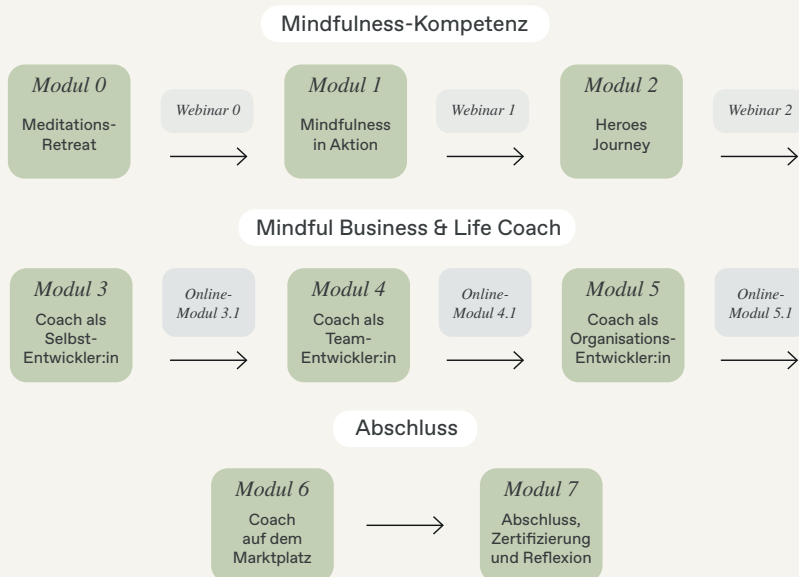 Mindfulness-Kompetenz
Modul 0
Meditations-
Retreat
Webinar 0
Modul 1
Mindfulness
in Aktion
Webinar 1
Modul 2
Heroes
Journey
Webinar 2
Mindful Business & Life Coach
Modul 3
Coach als
Selbst-
Entwickler:in
Online-
Modul 3.1
Modul 4
Coach als
Team-
Entwickler:in
Online-
Modul 4.1
Modul 5
Coach als
Organisations-
Entwickler:in
Online-
Modul 5.1
Abschluss
Modul 6
Coach
auf dem
Marktplatz
Modul 7
Abschluss,
Zertifizierung
und Reflexion